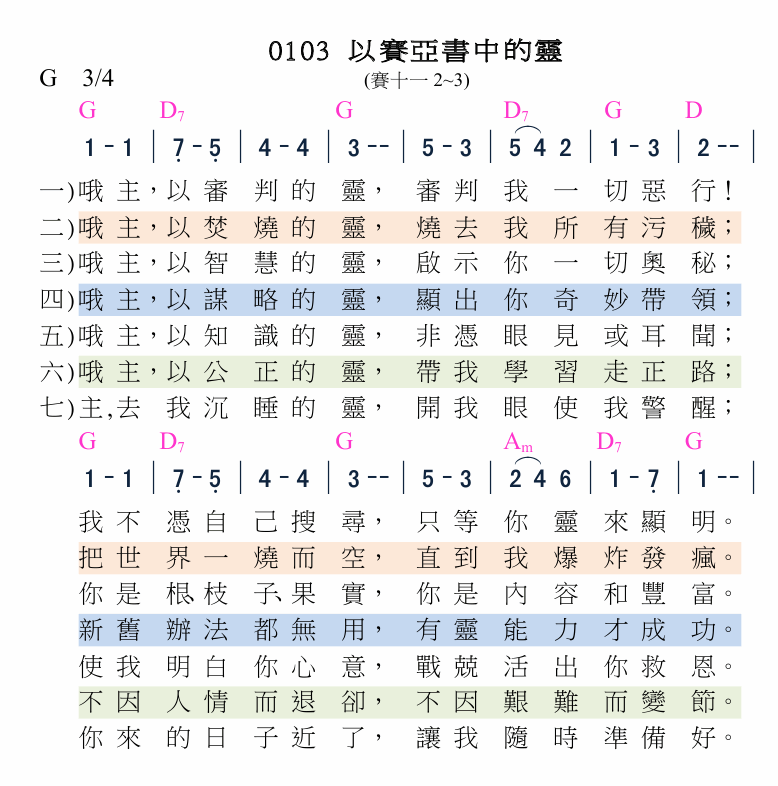 0103 以賽亞書中的靈
G 3/4 (賽十一 2~3)
G D7 G D7 G D
1 - 1 | 7 - 5 | 4 - 4 | 3 -- | 5 - 3 | 5 4 2 | 1 - 3 | 2 -- |
一)哦主，以審判的靈，審判我一切惡行！
二)哦主，以焚燒的靈，燒去我所有污穢；
三)哦主，以智慧的靈，啟示你一切奧秘；
四)哦主，以謀略的靈，顯出你奇妙帶領；
五)哦主，以知識的靈，非憑眼見或耳聞；
六)哦主，以公正的靈，帶我學習走正路；
七)主,去我沉睡的靈，開我眼使我警醒；
G D7 G Am D7 G
1 - 1 | 7 - 5 | 4 - 4 | 3 -- | 5 - 3 | 2 4 6 | 1 - 7 | 1 -- |
我不憑自己搜尋，只等你靈來顯明。
把世界一燒而空，直到我爆炸發瘋。
你是根、枝子、果實，你是內容和豐富。
新舊辦法都無用，有靈能力才成功。
使我明白你心意，戰兢活出你救恩。
不因人情而退卻，不因艱難而變節。
你來的日子近了，讓我隨時準備好。